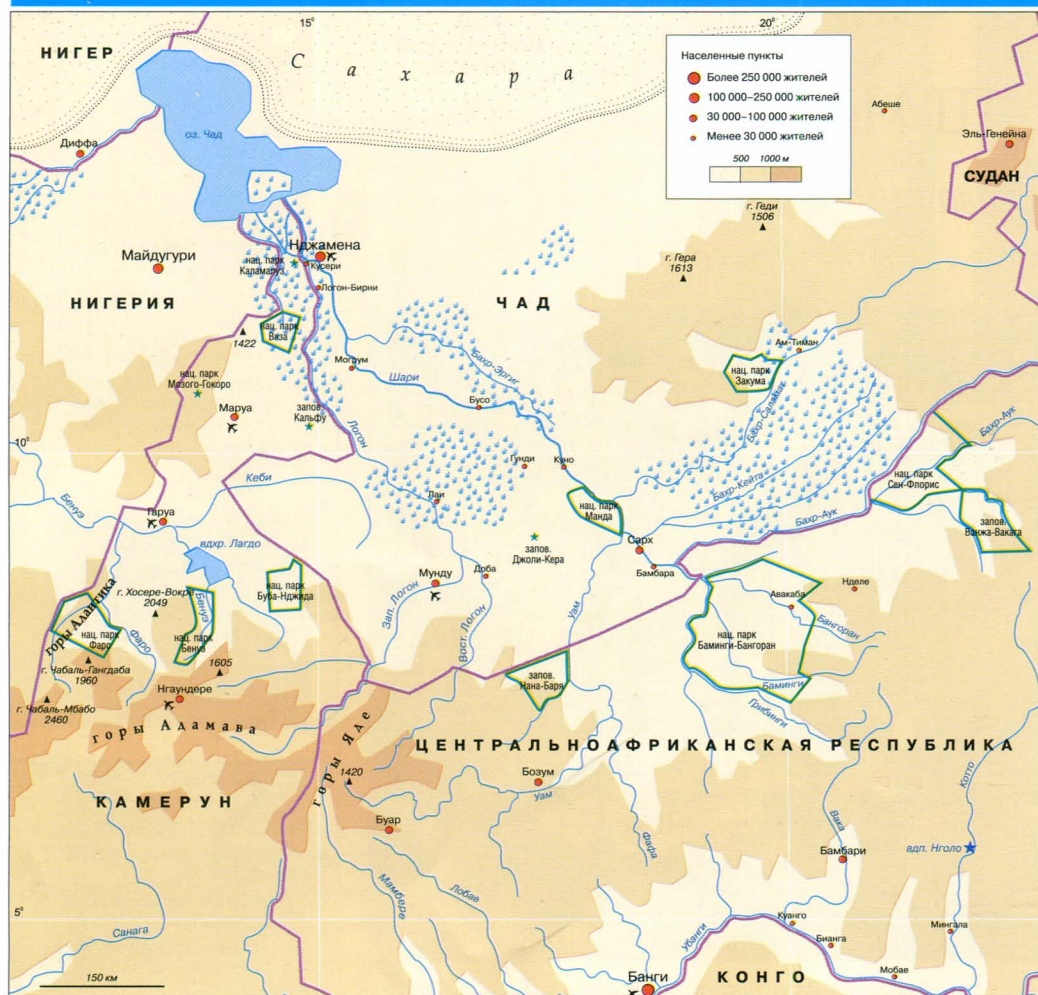 15°
20°
НИГЕР
Сахара
Населенные пункты
Более 250 000 жителей
100 000–250 000 жителей
30 000–100 000 жителей
Менее 30 000 жителей
500 1000 м
Абеше
Эль-Генейна
СУДАН
оз. Чад
Диффа
г. Геди
1506
Майдугури
Нджамена
нац. парк
Каламаруэ
Кусери
г. Гера
1613
Логон-Бирни
НИГЕРИЯ
ЧАД
нац. парк
Ваза
1422
Ам-Тиман
Могрум
Шари
Бахр-Эргиг
нац. парк
Закума
нац. парк
Мозого-Гокоро
Бахр-Саламат
Бусо
Маруа
запов.
Кальфу
Логон
Бахр-Аук
10°
Гунди
Куно
Кеби
нац. парк
Сен-Флорис
Бахр-Кейта
Лаи
Бенуэ
нац. парк
Манда
Бахр-Аук
Гаруа
запов.
Ванжа-Вакага
вдхр. Лагдо
запов.
Джоли-Кера
Сарх
Мунду
Доба
Бамбара
нац. парк
Буба-Нджида
Нделе
г. Хосере-Вокре
2049
Авакаба
горы Алантика
Бенуэ
Зап. Логон
Уам
Вост. Логон
Бангоран
нац. парк
Фаро
Фаро
нац. парк
Бенуэ
нац. парк
Баминги-Бангоран
г. Чабаль-Гангдаба
1960
1605
запов.
Нана-Баря
Баминги
Нгаундере
г. Чабаль-Мбабо
2460
Грибинги
горы Адамава
горы Яде
ЦЕНТРАЛЬНОАФРИКАНСКАЯ РЕСПУБЛИКА
1420
Бозум
Котто
КАМЕРУН
Уам
Буар
Вака
Фафа
Бамбари
вдп. Нголо
Мамбере
Лобае
5°
Куанго
Санага
Убанги
Бианга
Мингала
150 км
Банги
КОНГО
Мобае